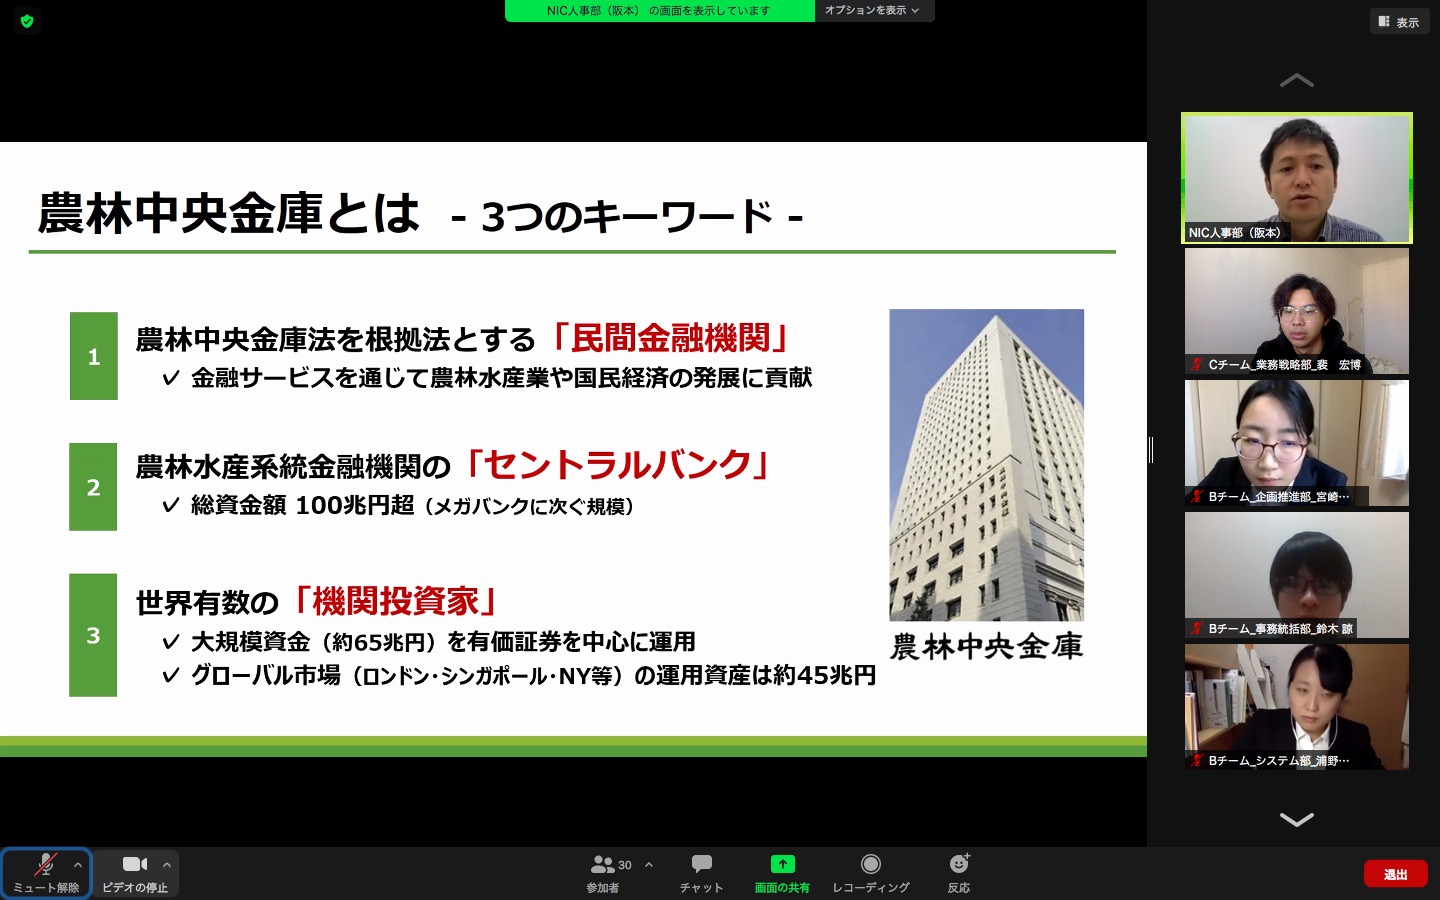 NIC人事部（阪本） の画面を表示しています
オプションを表示
表示
農林中央金庫とは - 3つのキーワード -
1
農林中央金庫法を根拠法とする「民間金融機関」
✓ 金融サービスを通じて農林水産業や国民経済の発展に貢献
2
農林水産系統金融機関の「セントラルバンク」
✓ 総資金額 100兆円超（メガバンクに次ぐ規模）
3
世界有数の「機関投資家」
✓ 大規模資金（約65兆円）を有価証券を中心に運用
✓ グローバル市場（ロンドン･シンガポール･NY等）の運用資産は約45兆円
農林中央金庫
NIC人事部（阪本）
Cチーム_業務戦略部_裴　宏博
Bチーム_企画推進部_宮崎…
Bチーム_事務統括部_鈴木 諒
Bチーム_システム部_浦野…
ミュート解除
ビデオの停止
30
参加者
チャット
画面の共有
レコーディング
反応
退出